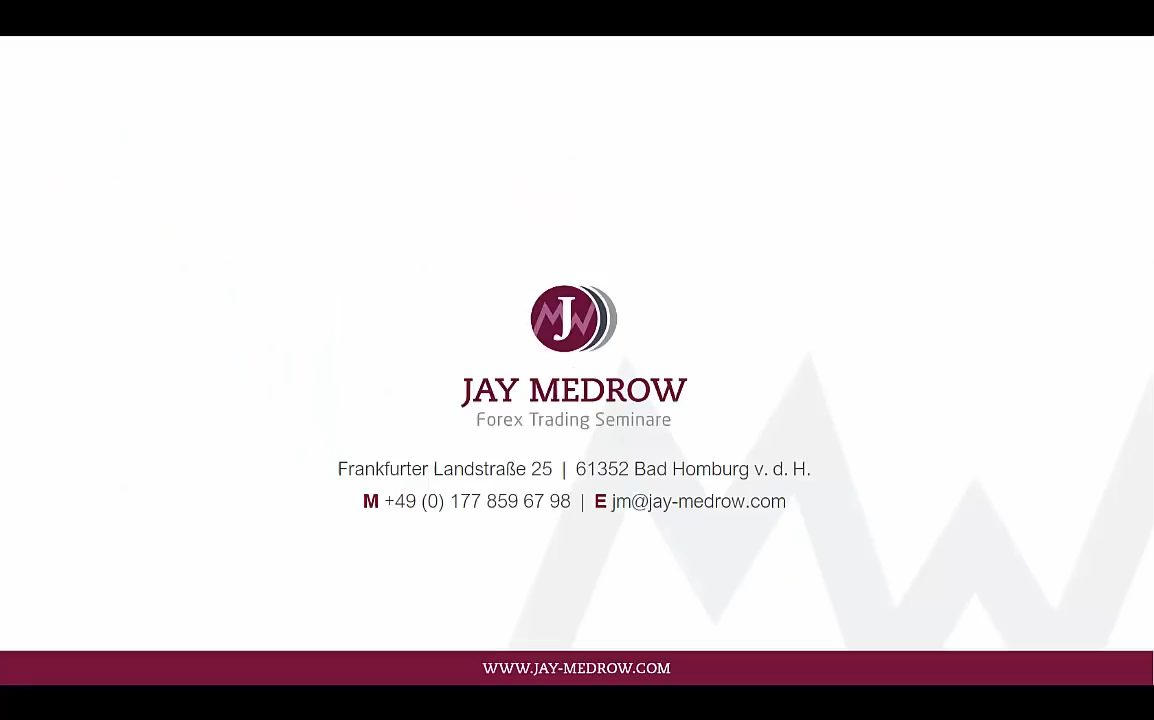 J
JAY MEDROW
Forex Trading Seminare
Frankfurter Landstraße 25 | 61352 Bad Homburg v. d. H.
M +49 (0) 177 859 67 98 | E jm@jay-medrow.com
WWW.JAY-MEDROW.COM